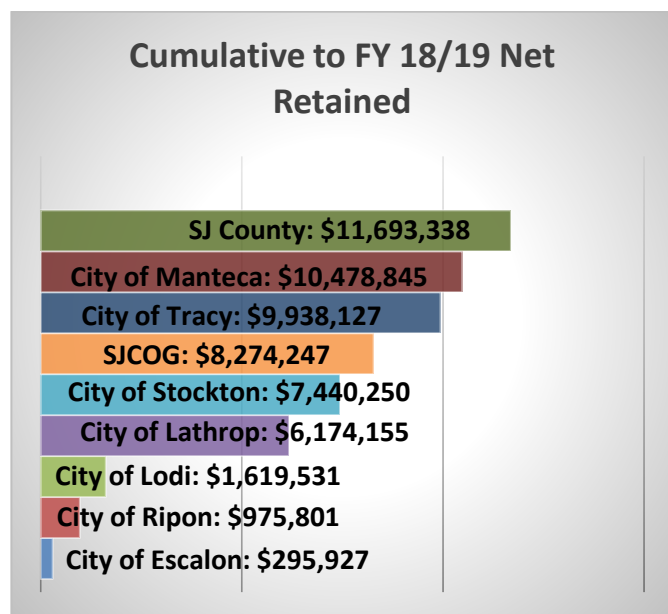 Cumulative to FY 18/19 Net
Retained
SJ County: $11,693,338
City of Manteca: $10,478,845
City of Tracy: $9,938,127
SJCOG: $8,274,247
City of Stockton: $7,440,250
City of Lathrop: $6,174,155
City of Lodi: $1,619,531
City of Ripon: $975,801
City of Escalon: $295,927